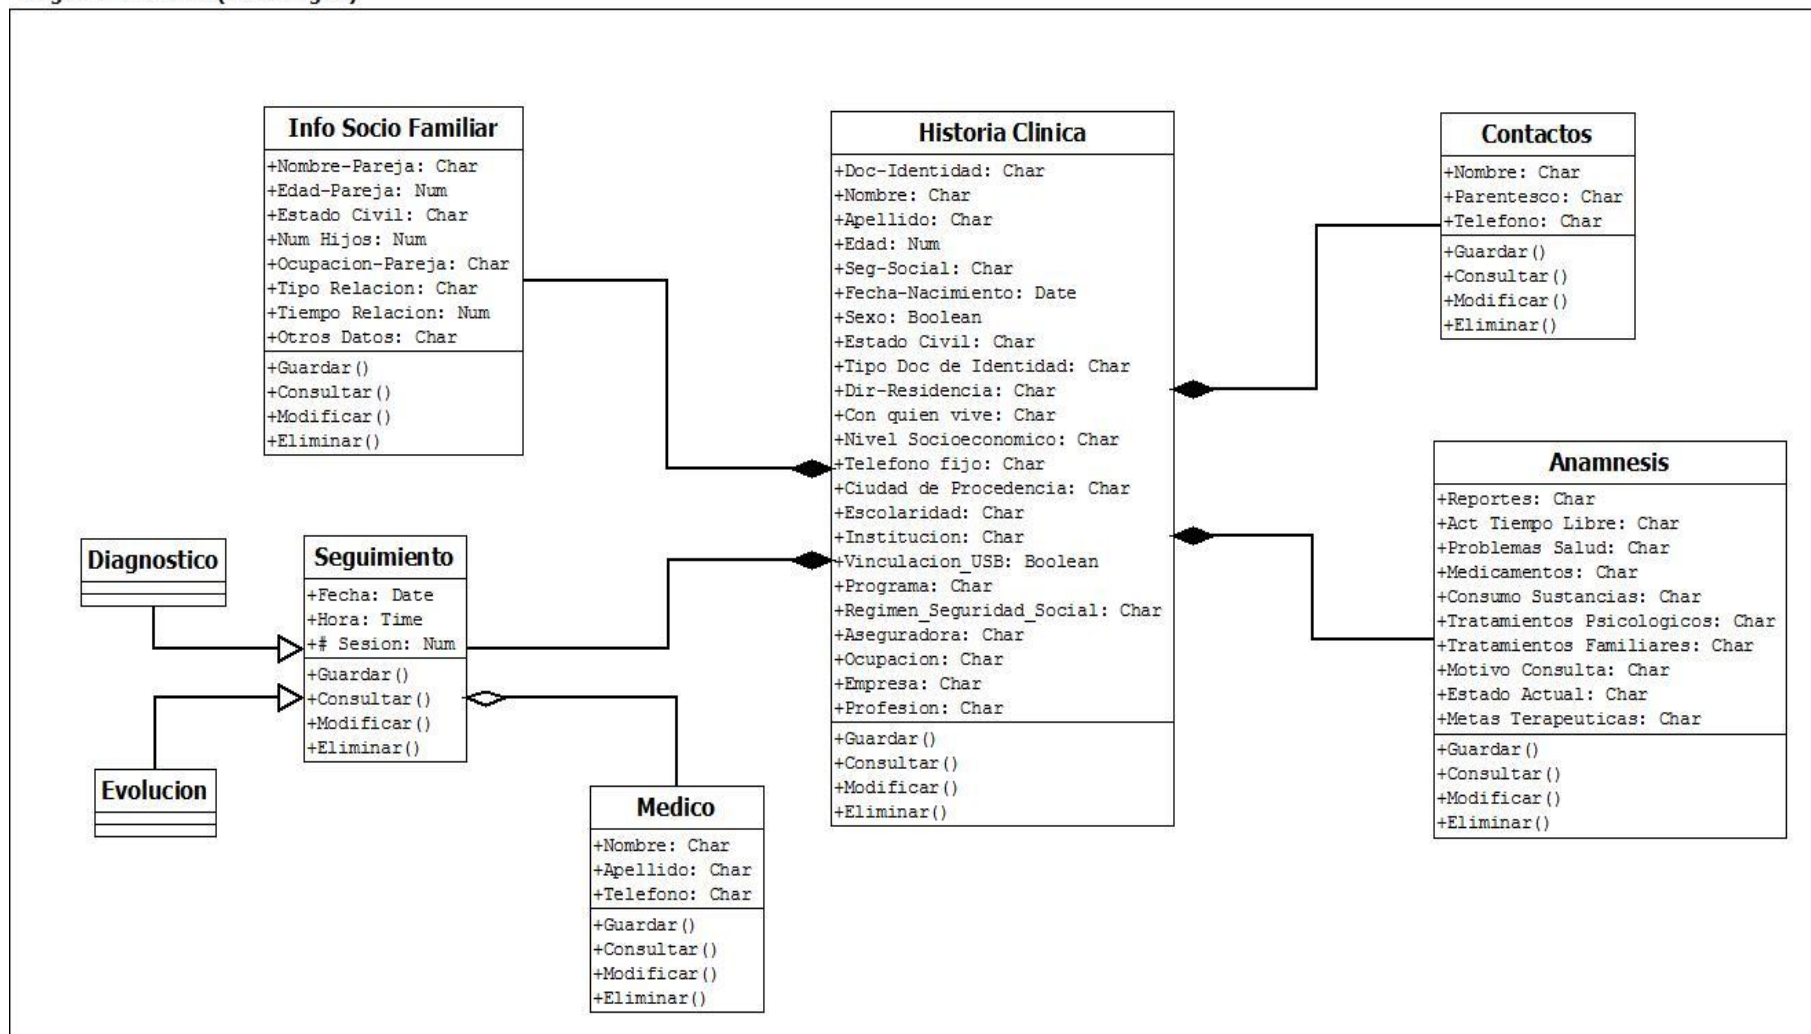 Info Socio Familiar
+Nombre-Pareja: Char
+Edad-Pareja: Num
+Estado Civil: Char
+Num Hijos: Num
+Ocupacion-Pareja: Char
+Tipo Relacion: Char
+Tiempo Relacion: Num
+Otros Datos: Char
+Guardar()
+Consultar()
+Modificar()
+Eliminar()
Historia Clinica
+Doc-Identidad: Char
+Nombre: Char
+Apellido: Char
+Edad: Num
+Seg-Social: Char
+Fecha-Nacimiento: Date
+Sexo: Boolean
+Estado Civil: Char
+Tipo Doc de Identidad: Char
+Dir-Residencia: Char
+Con quien vive: Char
+Nivel Socioeconomico: Char
+Telefono fijo: Char
+Ciudad de Procedencia: Char
+Escolaridad: Char
+Institucion: Char
+Vinculacion_USB: Boolean
+Programa: Char
+Regimen_Seguridad_Social: Char
+Aseguradora: Char
+Ocupacion: Char
+Empresa: Char
+Profesion: Char
+Guardar()
+Consultar()
+Modificar()
+Eliminar()
Contactos
+Nombre: Char
+Parentesco: Char
+Telefono: Char
+Guardar()
+Consultar()
+Modificar()
+Eliminar()
Anamnesis
+Reportes: Char
+Act Tiempo Libre: Char
+Problemas Salud: Char
+Medicamentos: Char
+Consumo Sustancias: Char
+Tratamientos Psicologicos: Char
+Tratamientos Familiares: Char
+Motivo Consulta: Char
+Estado Actual: Char
+Metas Terapeuticas: Char
+Guardar()
+Consultar()
+Modificar()
+Eliminar()
Diagnostico
Seguimiento
+Fecha: Date
+Hora: Time
+# Sesion: Num
+Guardar()
+Consultar()
+Modificar()
+Eliminar()
Evolucion
Medico
+Nombre: Char
+Apellido: Char
+Telefono: Char
+Guardar()
+Consultar()
+Modificar()
+Eliminar()